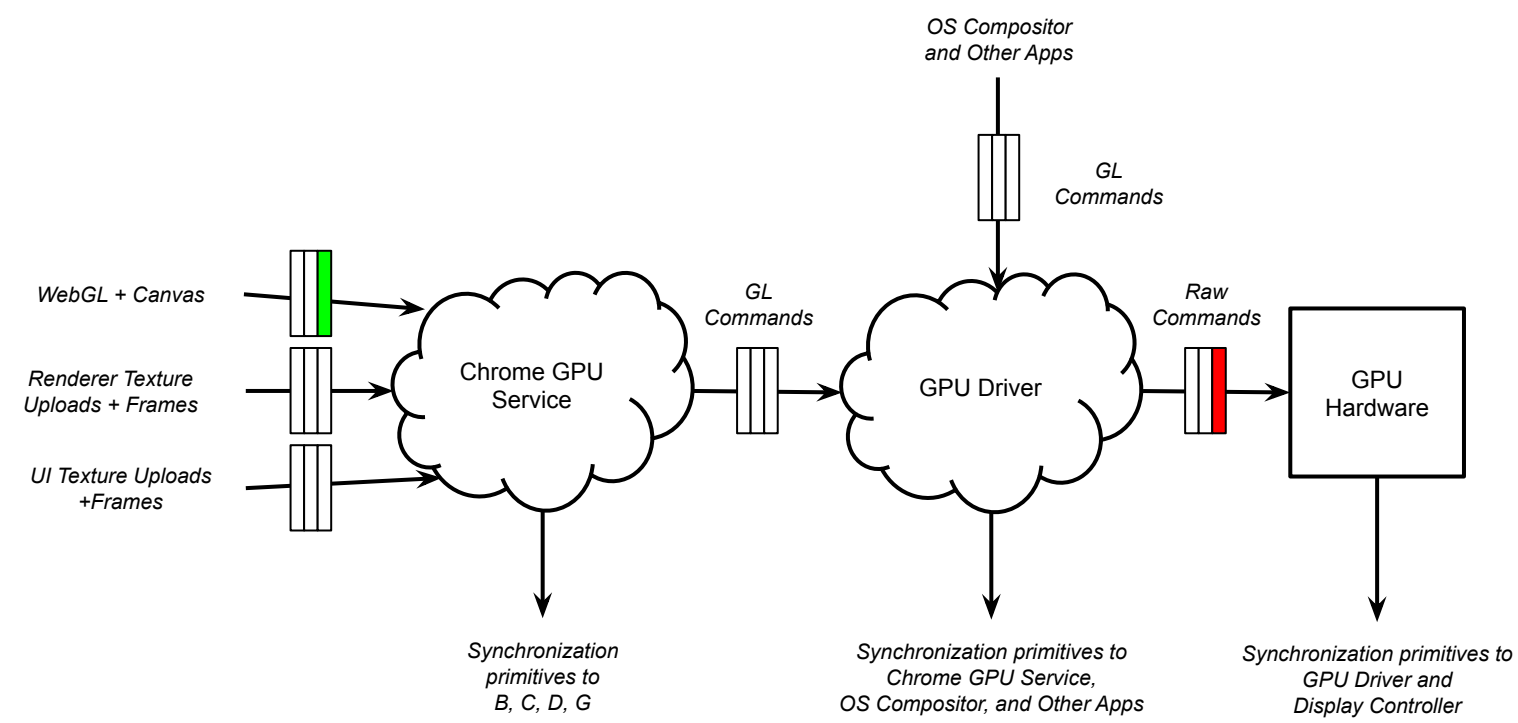 OS Compositor
and Other Apps
GL
Commands
WebGL + Canvas
Renderer Texture
Uploads + Frames
UI Texture Uploads
+Frames
Chrome GPU
Service
GL
Commands
GPU Driver
Raw
Commands
GPU
Hardware
Synchronization
primitives to
B, C, D, G
Synchronization primitives to
Chrome GPU Service,
OS Compositor, and Other Apps
Synchronization primitives to
GPU Driver and
Display Controller